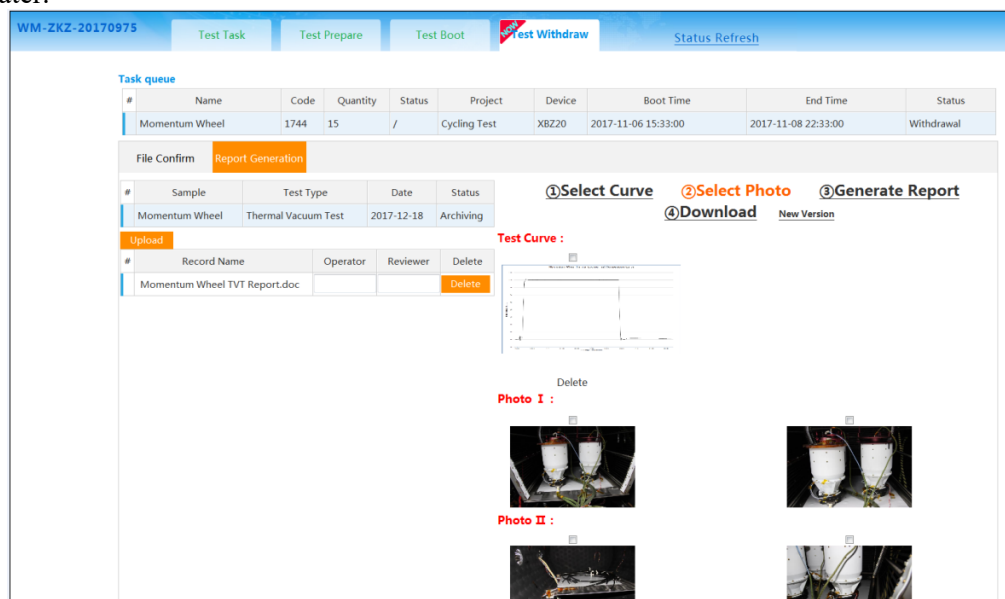 ater.
WM-ZKZ-20170975 Test Task Test Prepare Test Boot NOW Test Withdraw Status Refresh
Task queue
# Name Code Quantity Status Project Device Boot Time End Time Status
Momentum Wheel 1744 15 / Cycling Test XBZ20 2017-11-06 15:33:00 2017-11-08 22:33:00 Withdrawal
File Confirm Report Generation
# Sample Test Type Date Status
Momentum Wheel Thermal Vacuum Test 2017-12-18 Archiving
Upload
# Record Name Operator Reviewer Delete
Momentum Wheel TVT Report.doc Delete
①Select Curve ②Select Photo ③Generate Report
④Download New Version
Test Curve :
Delete
Photo I :
Photo II :